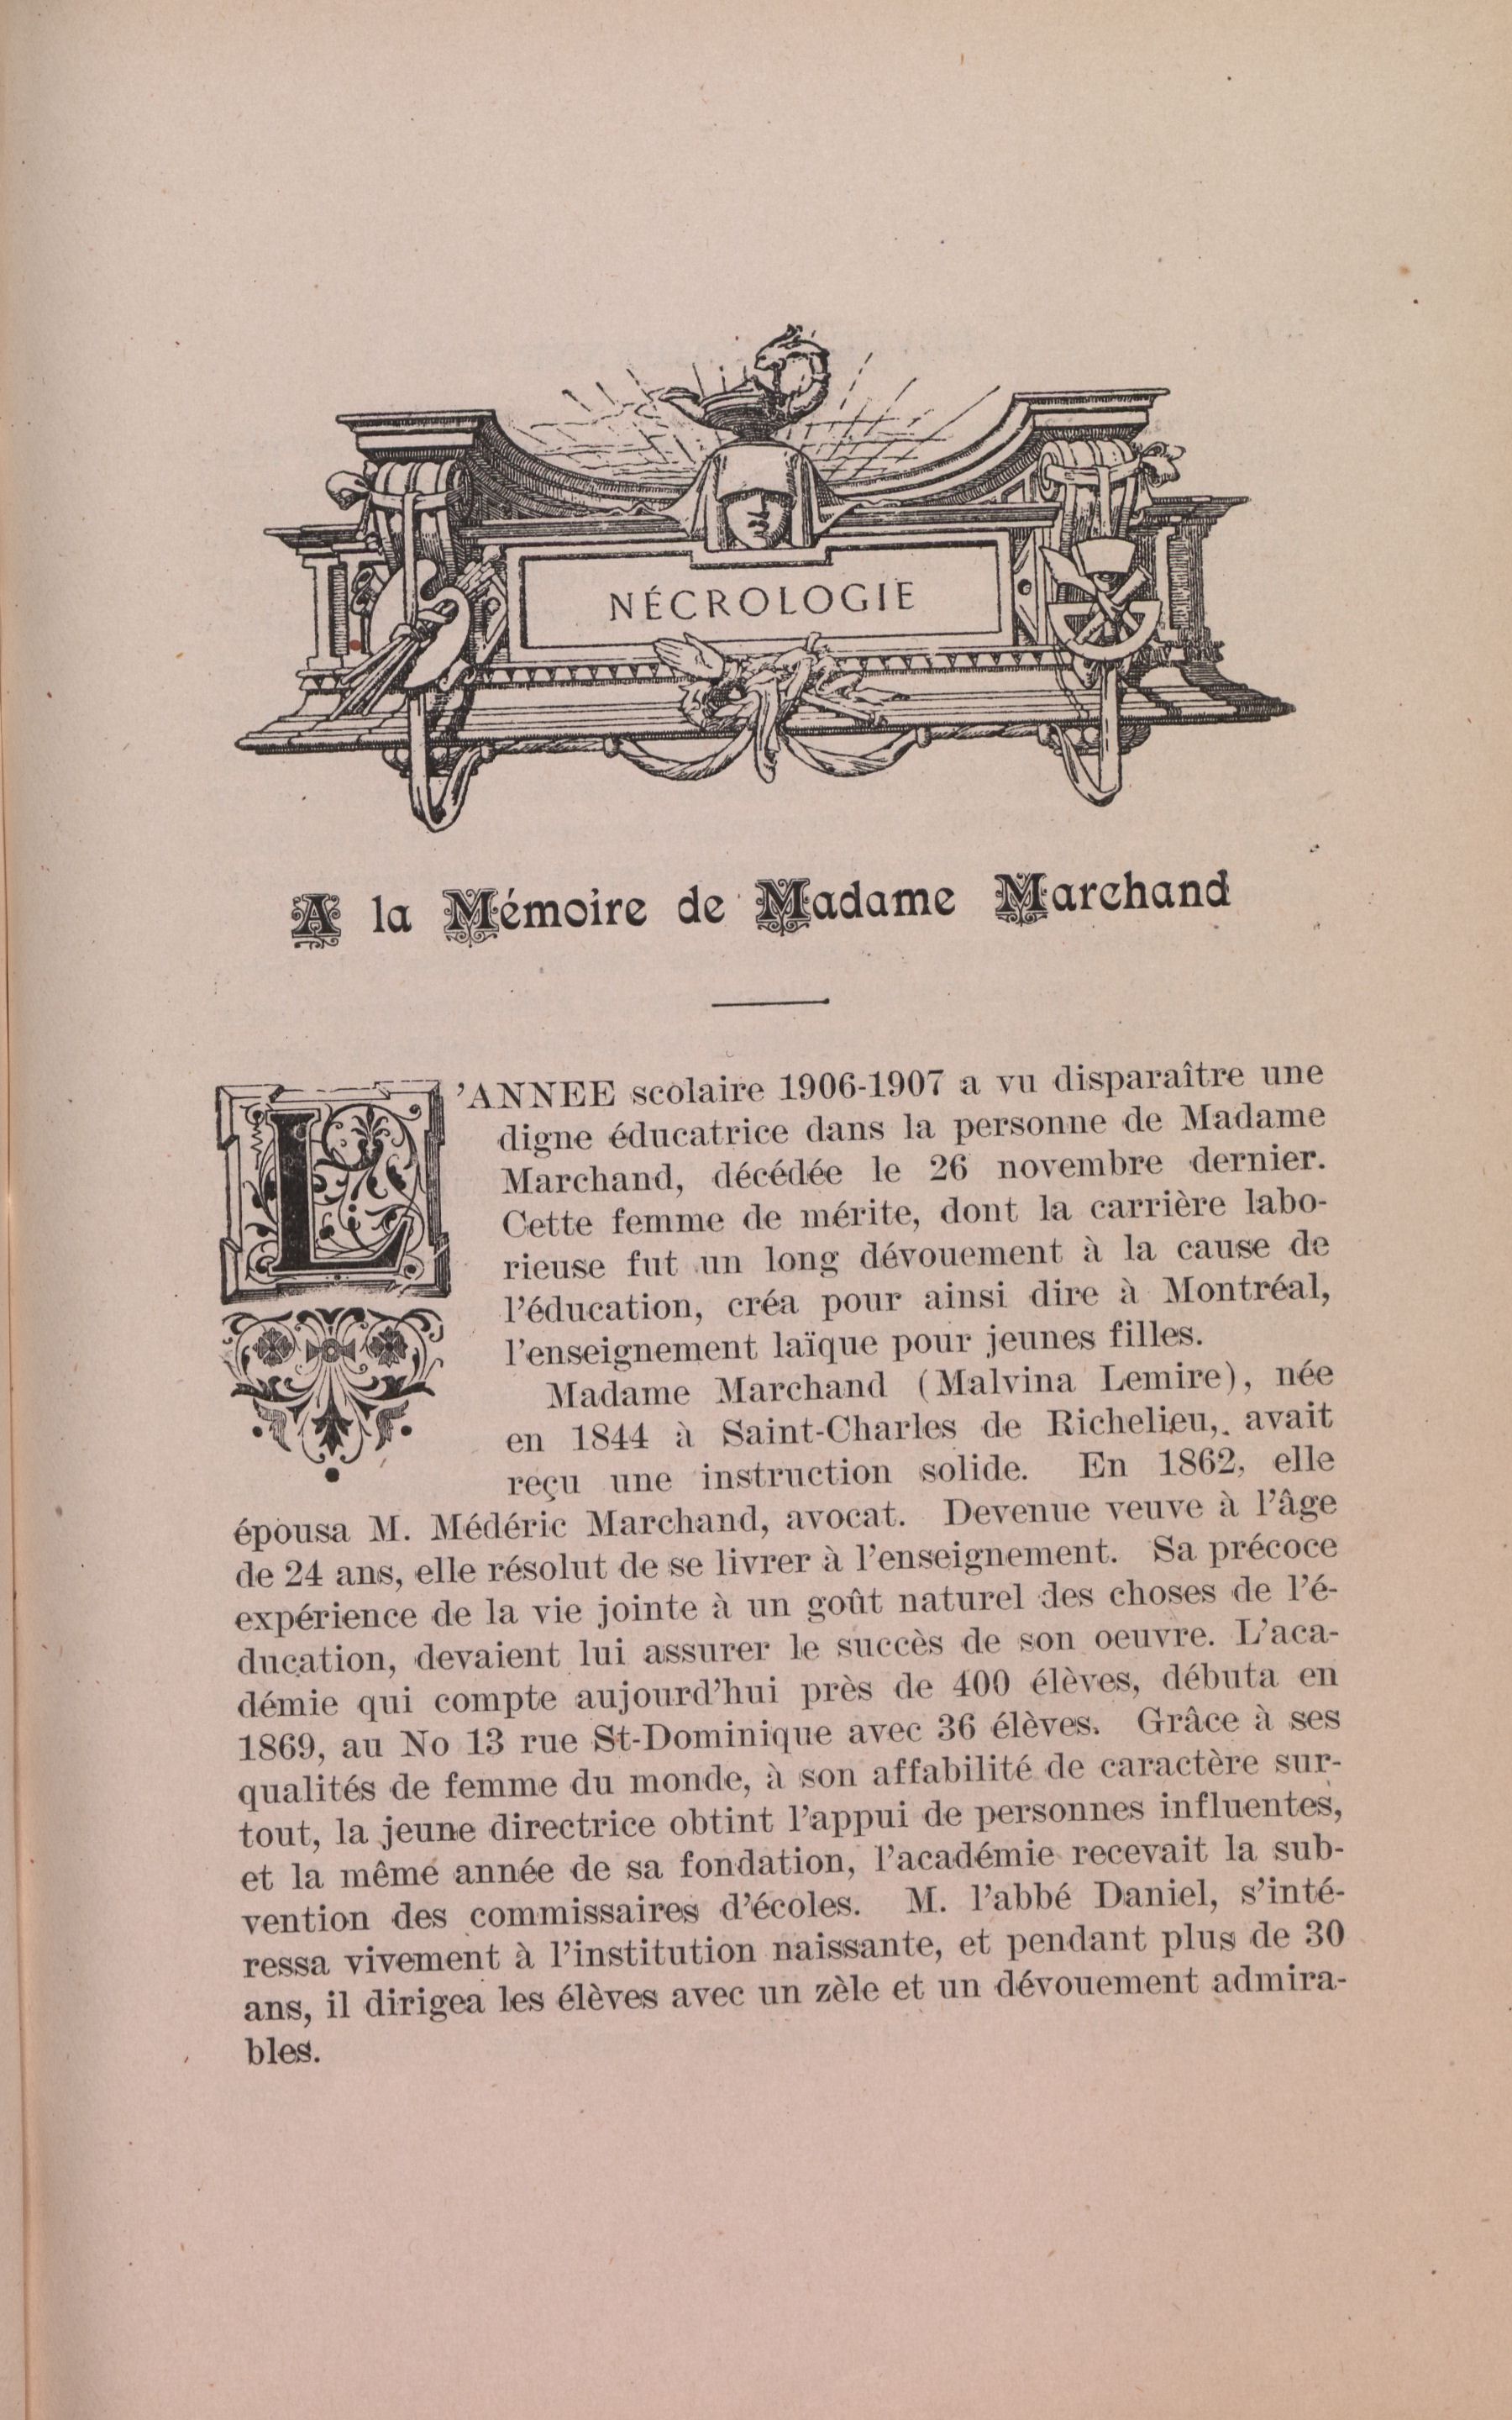 NÉCROLOGIE
A la Mémoire de Madame Marchand
L'ANNEE scolaire 1906-1907 a vu disparaître une
digne éducatrice dans la personne de Madame
Marchand, décédée le 26 novembre dernier.
Cette femme de mérite, dont la carrière labo-
rieuse fut un long dévouement à la cause de
l'éducation, créa pour ainsi dire à Montréal,
l'enseignement laïque pour jeunes filles.
Madame Marchand (Malvina Lemire), née
en 1844 à Saint-Charles de Richelieu, avait
reçu une instruction solide. En 1862, elle
épousa M. Médéric Marchand, avocat. Devenue veuve à l'âge
de 24 ans, elle résolut de se livrer à l'enseignement. Sa précoce
expérience de la vie jointe à un goût naturel des choses de l'é-
ducation, devaient lui assurer le succès de son oeuvre. L'aca-
démie qui compte aujourd'hui près de 400 élèves, débuta en
1869, au No 13 rue St-Dominique avec 36 élèves. Grâce à ses
qualités de femme du monde, à son affabilité de caractère sur-
tout, la jeune directrice obtint l'appui de personnes influentes,
et la même année de sa fondation, l'académie recevait la sub-
vention des commissaires d'écoles. M. l'abbé Daniel, s'inté-
ressa vivement à l'institution naissante, et pendant plus de 30
ans, il dirigea les élèves avec un zèle et un dévouement admira-
bles.